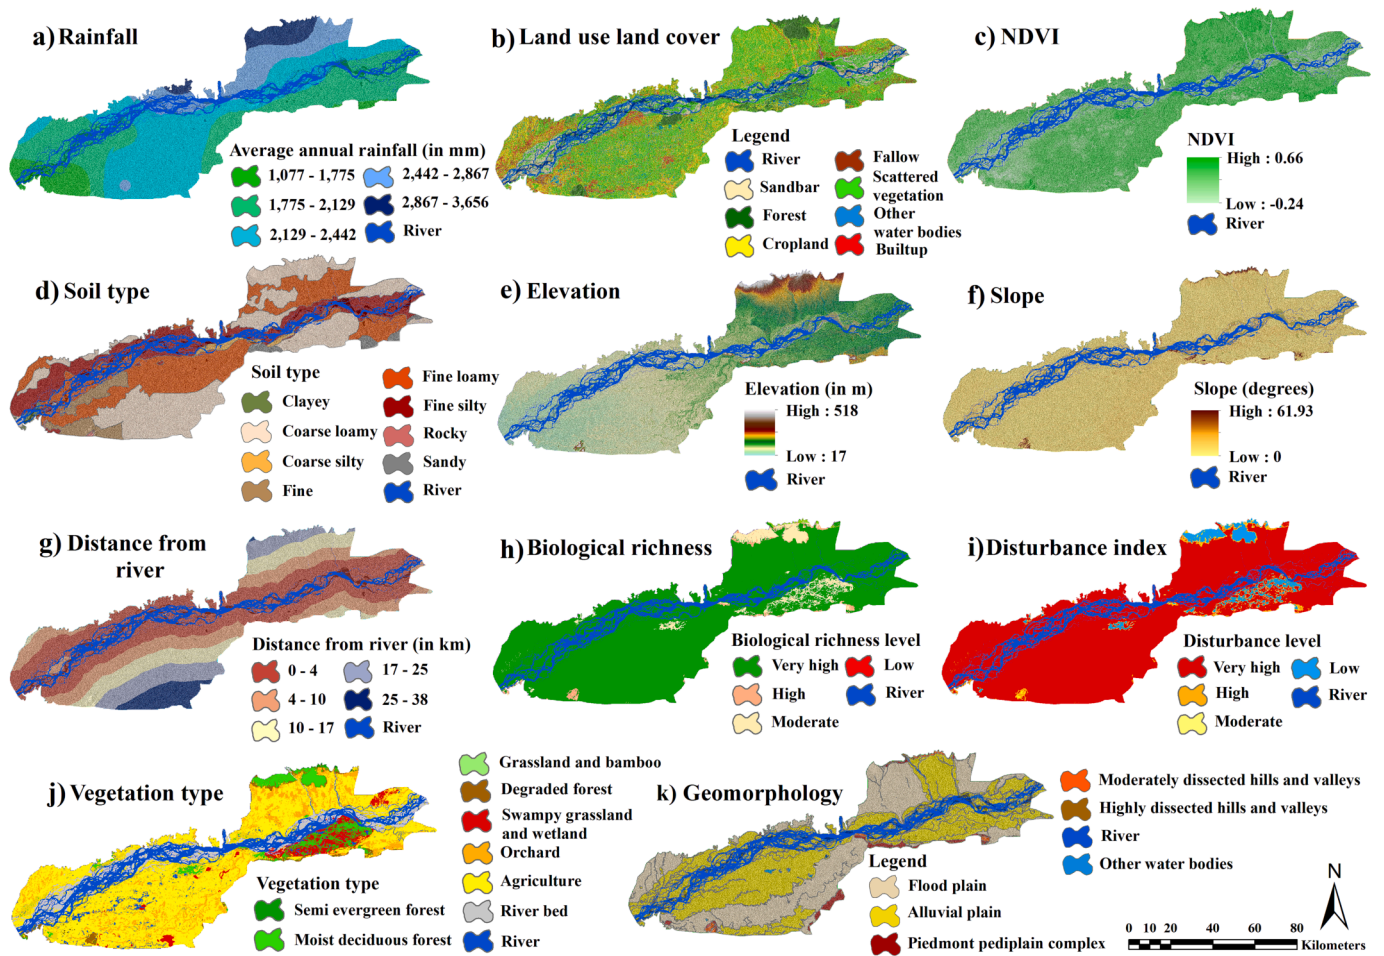 a) Rainfall
Average annual rainfall (in mm)
1,077 - 1,775
2,442 - 2,867
1,775 - 2,129
2,867 - 3,656
2,129 - 2,442
River
b) Land use land cover
Legend
River
Sandbar
Forest
Cropland
Fallow
Scattered
vegetation
Other
water bodies
Builtup
c) NDVI
NDVI
High : 0.66
Low : -0.24
River
d) Soil type
Soil type
Clayey
Coarse loamy
Coarse silty
Fine
Fine loamy
Fine silty
Rocky
Sandy
River
e) Elevation
Elevation (in m)
High : 518
Low : 17
River
f) Slope
Slope (degrees)
High : 61.93
Low : 0
River
g) Distance from
river
Distance from river (in km)
0 - 4
17 - 25
4 - 10
25 - 38
10 - 17
River
h) Biological richness
Biological richness level
Very high
Low
High
River
Moderate
i) Disturbance index
Disturbance level
Very high
Low
High
River
Moderate
j) Vegetation type
Vegetation type
Semi evergreen forest
Moist deciduous forest
Grassland and bamboo
Degraded forest
Swampy grassland
and wetland
Orchard
Agriculture
River bed
River
k) Geomorphology
Legend
Flood plain
Alluvial plain
Piedmont pediplain complex
Moderately dissected hills and valleys
Highly dissected hills and valleys
River
Other water bodies
N
0 10 20 40 60 80
Kilometers